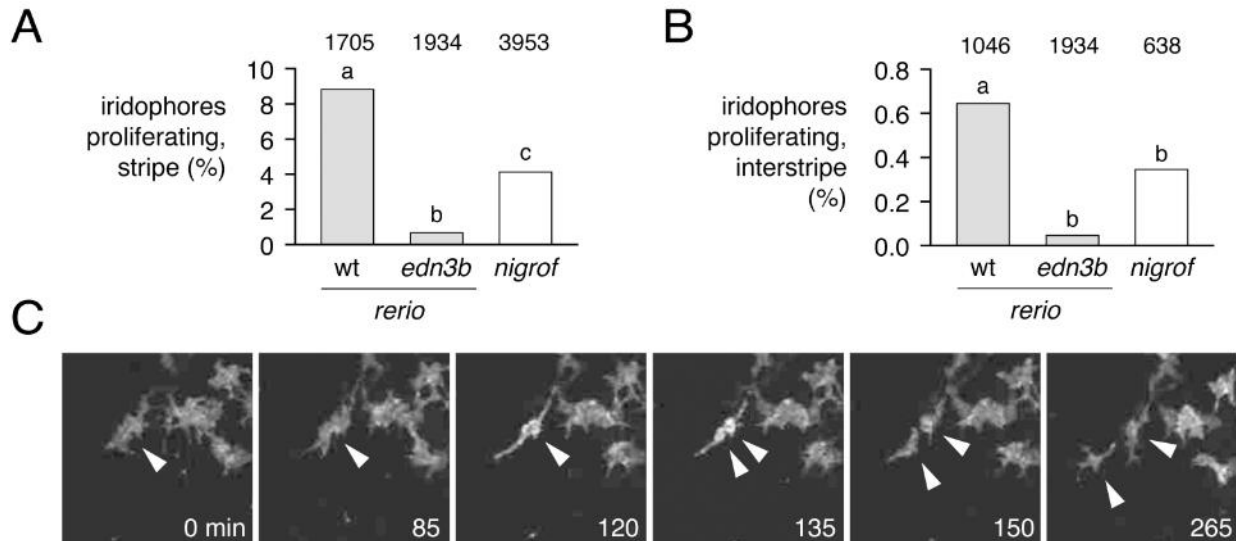 A
1705 1934 3953
iridophores
proliferating,
stripe (%)
10
8
6
4
2
0
a
b
c
wt edn3b nigrof
rerio
B
1046 1934 638
iridophores
proliferating,
interstripe
(%)
0.8
0.6
0.4
0.2
0.0
a
b
b
wt edn3b nigrof
rerio
C
0 min 85 120 135 150 265